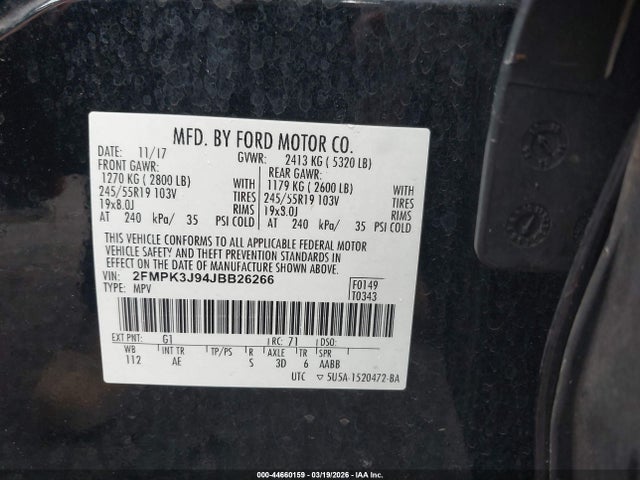 MFD. BY FORD MOTOR CO.
DATE: 11/17 GVWR: 2413 KG ( 5320 LB)
FRONT GAWR: REAR GAWR:
1270 KG ( 2800 LB) WITH 1179 KG ( 2600 LB) WITH
245/55R19 103V TIRES 245/55R19 103V TIRES
19x8.0J RIMS 19x8.0J RIMS
AT 240 kPa/ 35 PSI COLD AT 240 kPa/ 35 PSI COLD
THIS VEHICLE CONFORMS TO ALL APPLICABLE FEDERAL MOTOR
VEHICLE SAFETY AND THEFT PREVENTION STANDARDS IN
EFFECT ON THE DATE OF MANUFACTURE SHOWN ABOVE.
VIN: 2FMPK3J94JBB26266 F0149
TYPE: MPV T0343
EXT PNT: G1 RC: 71 DSO:
WB INT TR TP/PS R AXLE TR SPR
112 AE S 3D 6 AABB
UTC ▽ 5U5A-1520472-BA
000-44660159 - 03/19/2026 - IAAI.COM